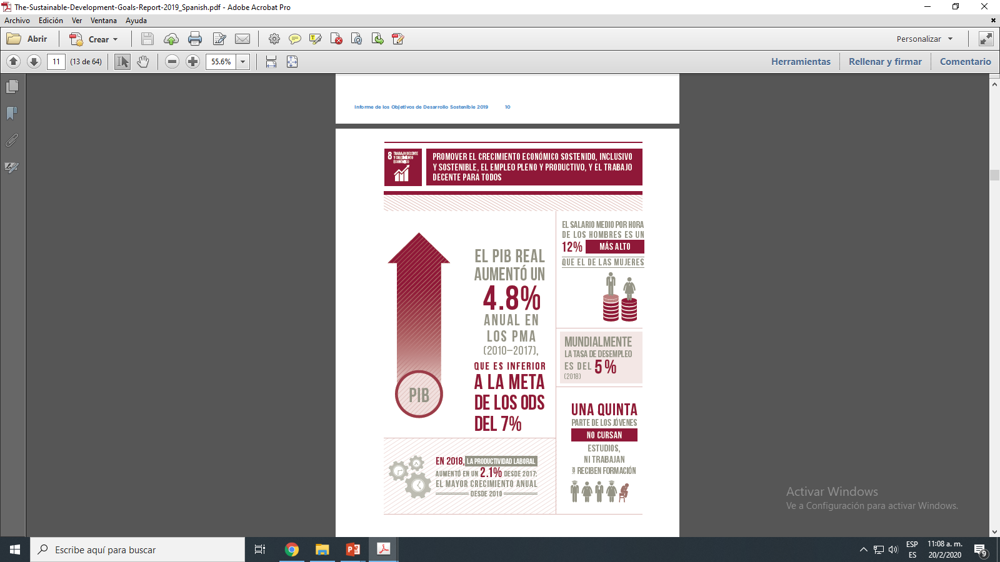 The-Sustainable-Development-Goals-Report-2019_Spanish.pdf - Adobe Acrobat Pro
Archivo Edición Ver Ventana Ayuda
Abrir Crear Personalizar
11 (13 de 64) 55.6% Herramientas Rellenar y firmar Comentario
Informe de los Objetivos de Desarrollo Sostenible 2019 10
8 TRABAJO DECENTE
Y CRECIMIENTO
ECONÓMICO
PROMOVER EL CRECIMIENTO ECONÓMICO SOSTENIDO, INCLUSIVO
Y SOSTENIBLE, EL EMPLEO PLENO Y PRODUCTIVO, Y EL TRABAJO
DECENTE PARA TODOS
PIB
EL PIB REAL
AUMENTÓ UN
4.8%
ANUAL EN
LOS PMA
(2010–2017),
QUE ES INFERIOR
A LA META
DE LOS ODS
DEL 7%
EL SALARIO MEDIO POR HORA
DE LOS HOMBRES ES UN
12% MÁS ALTO
QUE EL DE LAS MUJERES
MUNDIALMENTE
LA TASA DE DESEMPLEO
ES DEL 5%
(2018)
UNA QUINTA
PARTE DE LOS JÓVENES
NO CURSAN
ESTUDIOS,
NI TRABAJAN
O RECIBEN FORMACIÓN
EN 2018, LA PRODUCTIVIDAD LABORAL
AUMENTÓ EN UN 2.1% DESDE 2017:
EL MAYOR CRECIMIENTO ANUAL
DESDE 2010
Activar Windows
Ve a Configuración para activar Windows.
Escribe aquí para buscar
ESP
ES
11:08 a. m.
20/2/2020
9